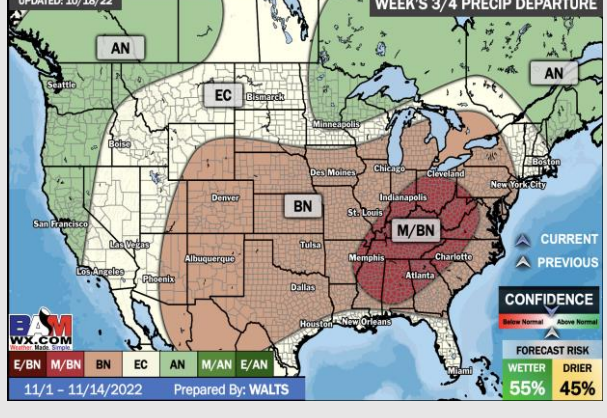 UPDATED: 10/18/22
WEEK'S 3/4 PRECIP DEPARTURE
AN
AN
Seattle
EC
Bismarck
Minneapolis
Boise
Boston
Des Moines
Chicago
Cleveland
New York City
Denver
BN
Indianapolis
St. Louis
M/BN
San Francisco
Las Vegas
Tulsa
CURRENT
Memphis
Charlotte
PREVIOUS
Los Angeles
Albuquerque
Phoenix
Atlanta
Dallas
CONFIDENCE
Houston
New Orleans
Below Normal
Above Normal
BAM
WX.COM
Weather. Made. Simple.
Miami
FORECAST RISK
E/BN M/BN BN EC AN M/AN E/AN
WETTER DRIER
55% 45%
11/1 – 11/14/2022 Prepared By: WALTS